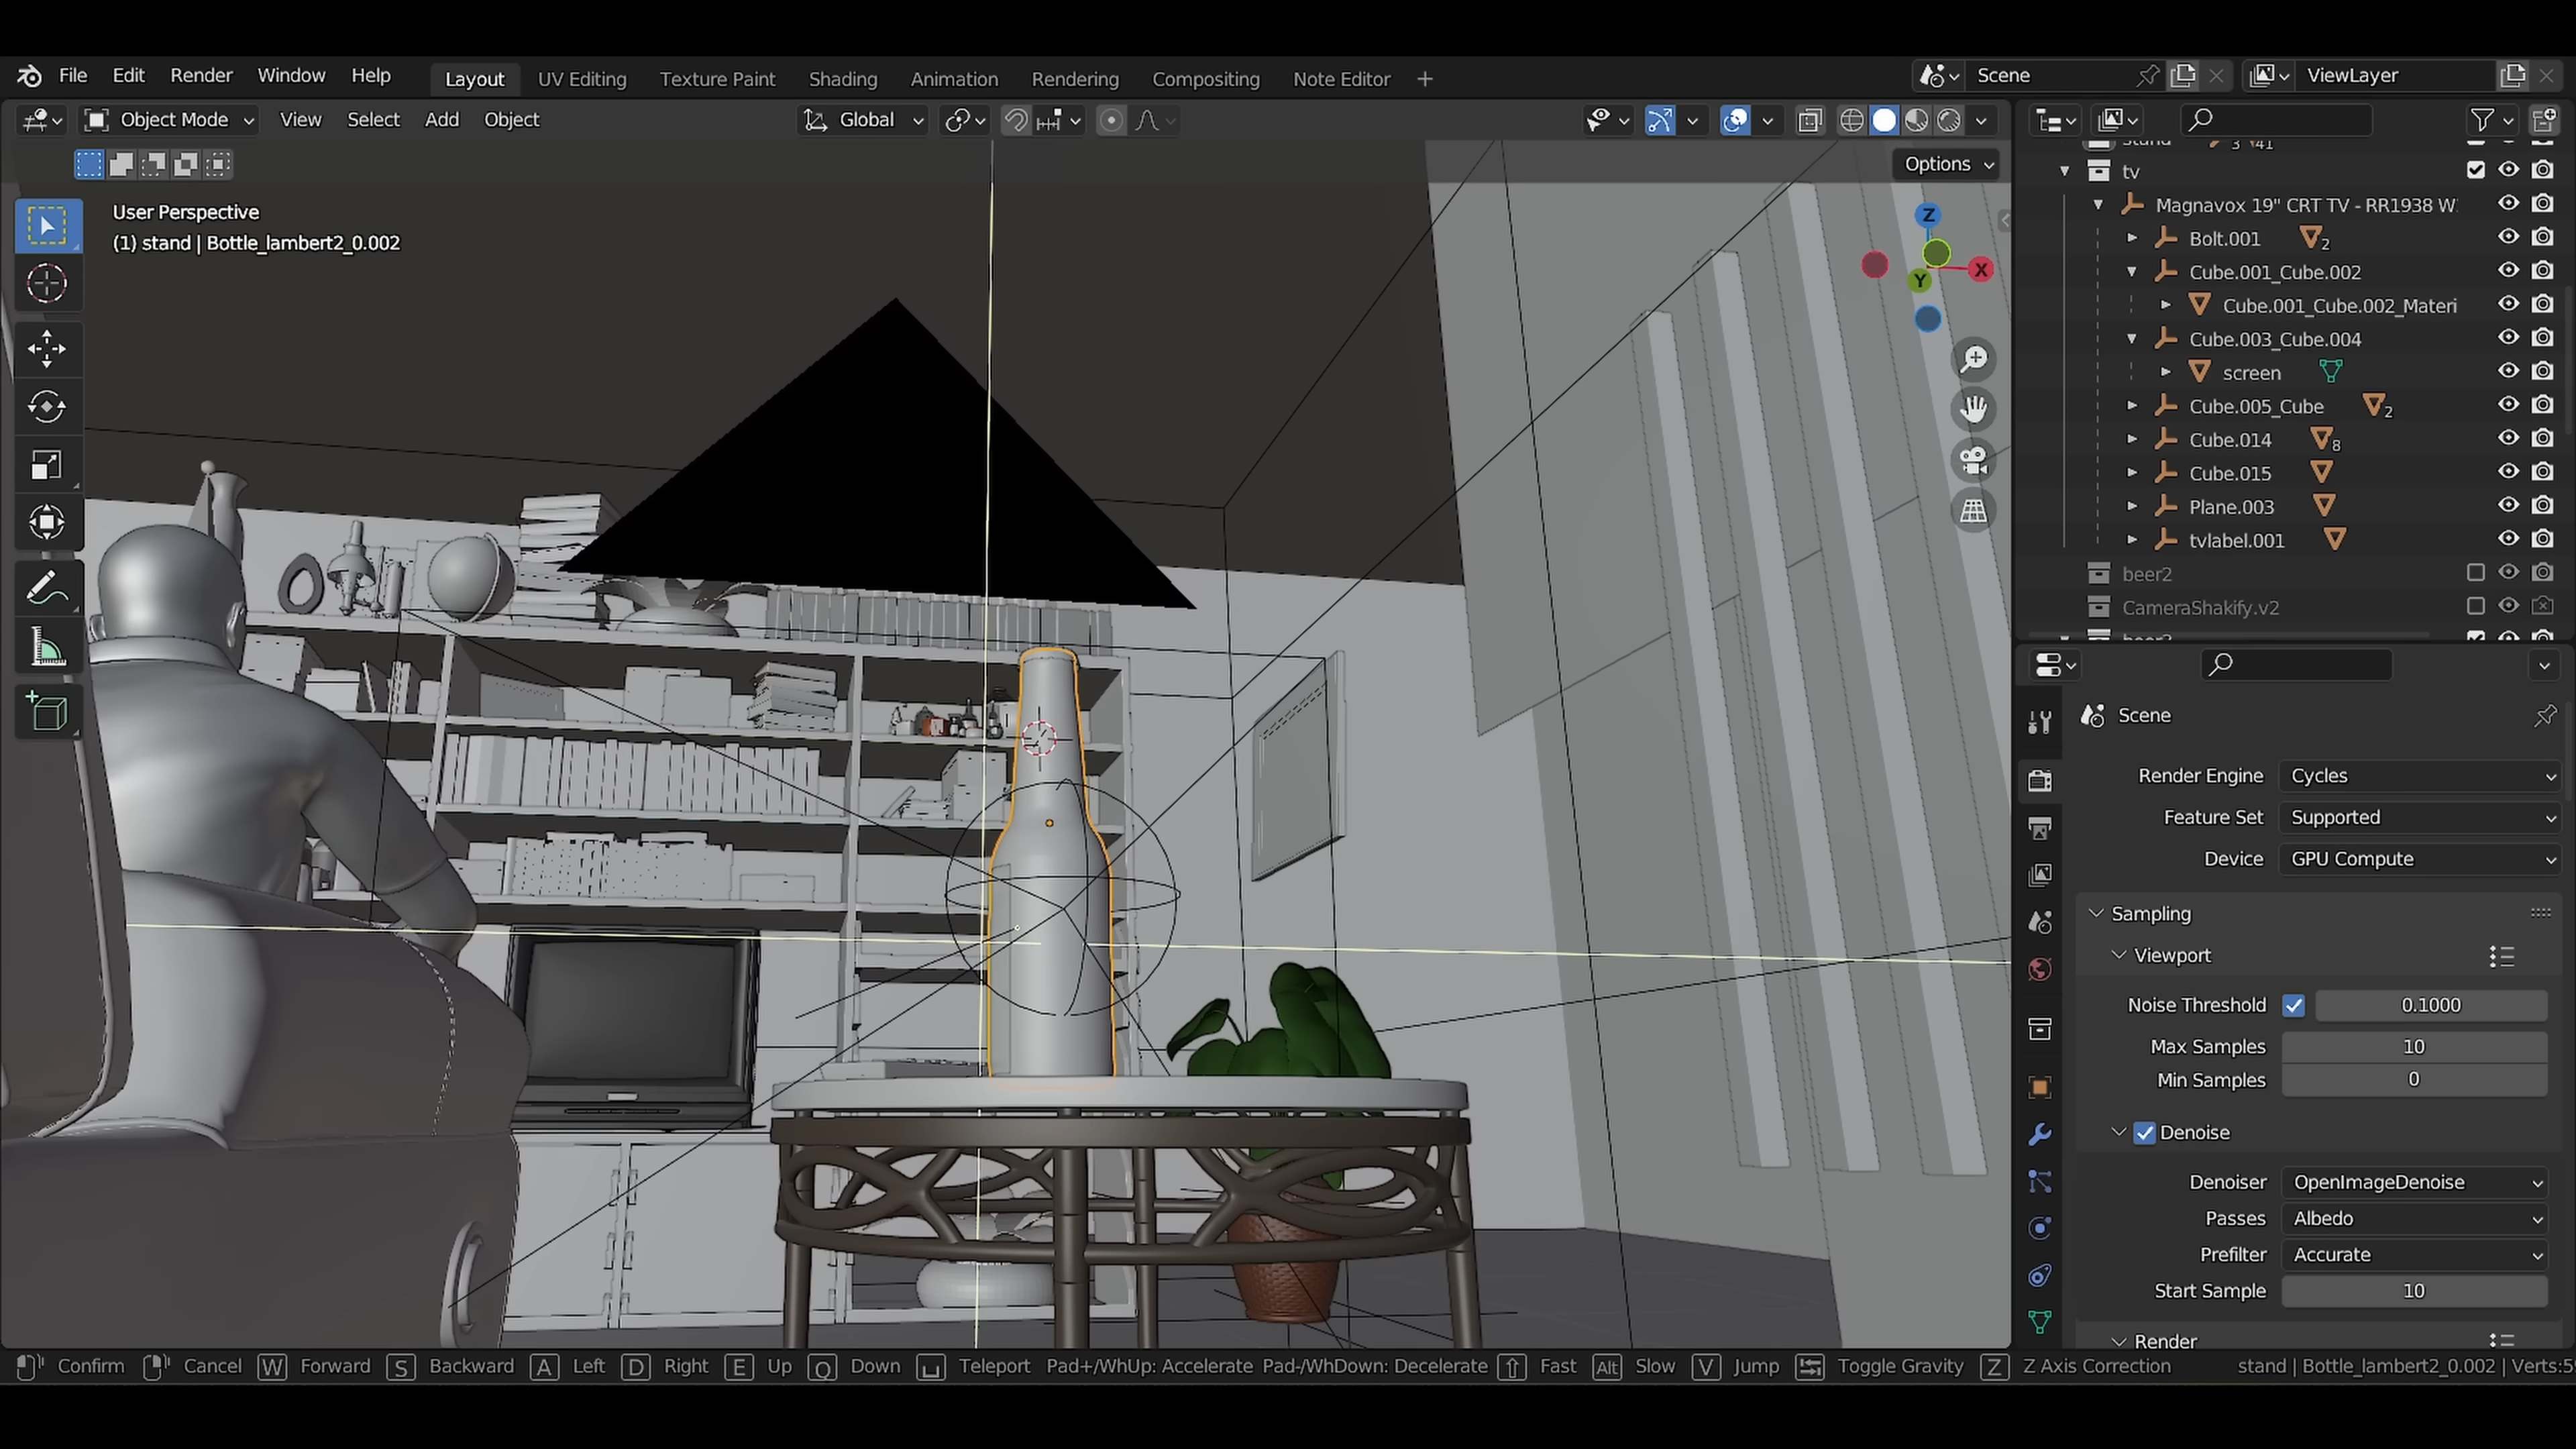 File Edit Render Window Help Layout UV Editing Texture Paint Shading Animation Rendering Compositing Note Editor + Scene ViewLayer
Object Mode View Select Add Object Global
Options
User Perspective
(1) stand | Bottle_lambert2_0.002
Z
X
Y
stand 3 41
tv
Magnavox 19" CRT TV - RR1938 W
Bolt.001 2
Cube.001_Cube.002
Cube.001_Cube.002_Materi
Cube.003_Cube.004
screen
Cube.005_Cube 2
Cube.014 8
Cube.015
Plane.003
tvlabel.001
beer2
CameraShakify.v2
Scene
Render Engine Cycles
Feature Set Supported
Device GPU Compute
Sampling
Viewport
Noise Threshold 0.1000
Max Samples 10
Min Samples 0
Denoise
Denoiser OpenImageDenoise
Passes Albedo
Prefilter Accurate
Start Sample 10
Render
Confirm Cancel W Forward S Backward A Left D Right E Up Q Down Teleport Pad+/WhUp: Accelerate Pad-/WhDown: Decelerate Fast Alt Slow V Jump Toggle Gravity Z Z Axis Correction stand | Bottle_lambert2_0.002 | Verts:5